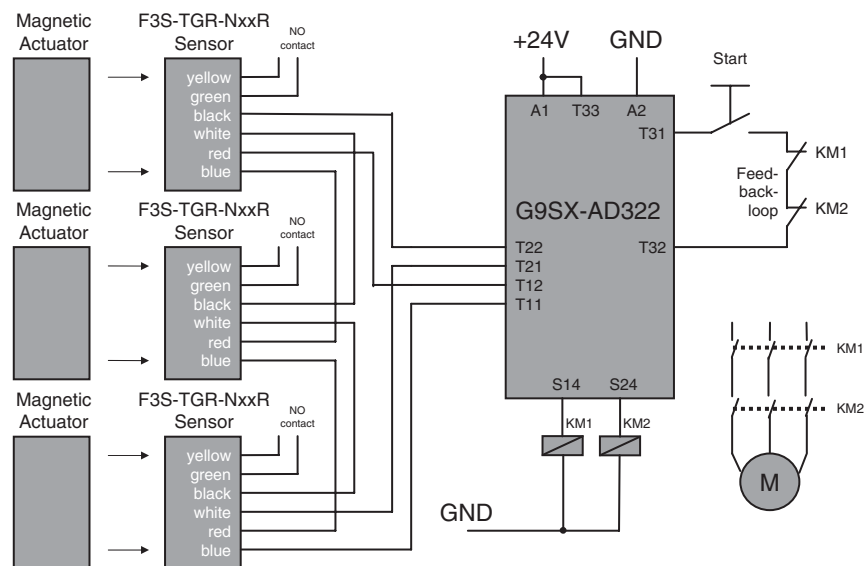 Magnetic
Actuator
F3S-TGR-NxxR
Sensor
NO
contact
yellow
green
black
white
red
blue
Magnetic
Actuator
F3S-TGR-NxxR
Sensor
NO
contact
yellow
green
black
white
red
blue
Magnetic
Actuator
F3S-TGR-NxxR
Sensor
NO
contact
yellow
green
black
white
red
blue
+24V
GND
A1
T33
A2
T31
G9SX-AD322
T22
T21
T12
T11
T32
S14
S24
KM1
KM2
GND
Start
KM1
Feed-
back-
loop
KM2
KM1
KM2
M